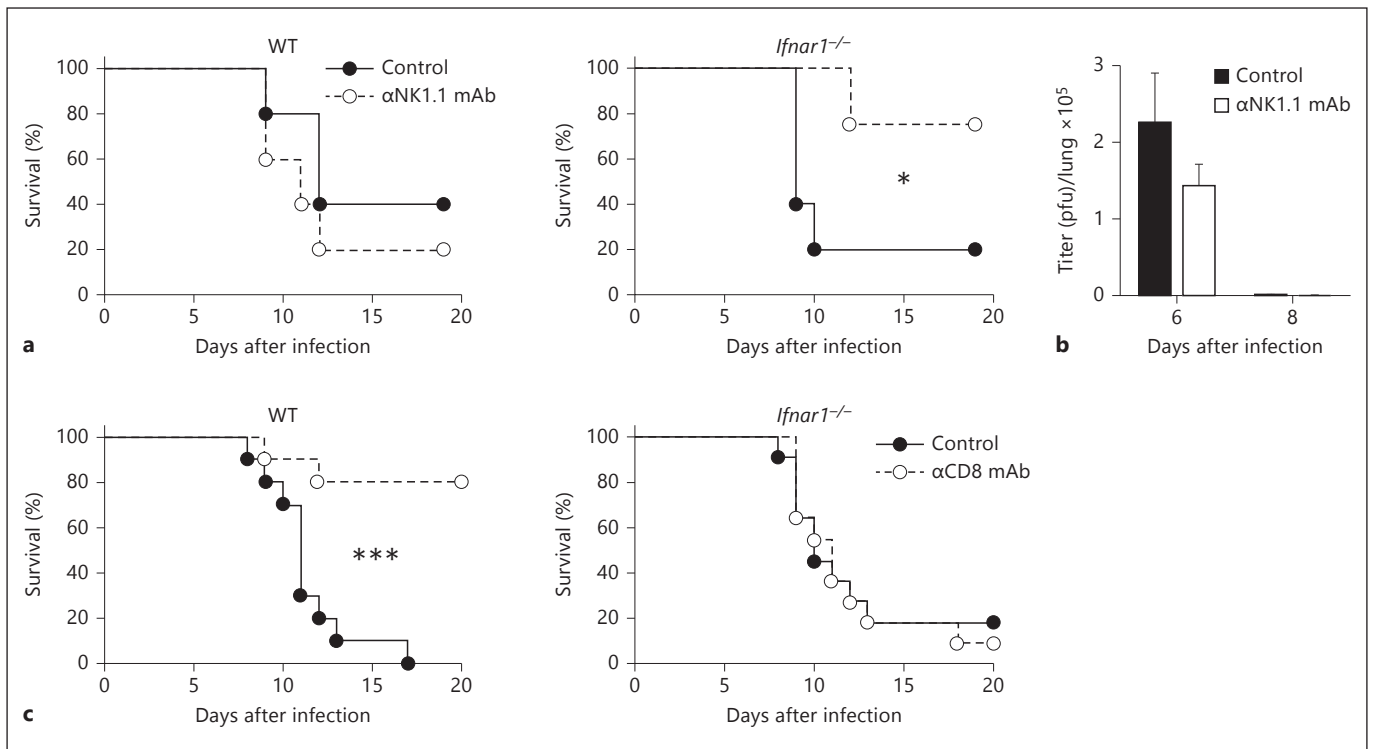 WT
Control
αNK1.1 mAb
Survival (%)
100
80
60
40
20
0
0 5 10 15 20
Days after infection
a
Ifnar1–/–
Survival (%)
100
80
60
40
20
0
*
0 5 10 15 20
Days after infection
Control
αNK1.1 mAb
Titer (pfu)/lung ×10⁵
3
2
1
0
6 8
b
Days after infection
WT
Survival (%)
100
80
60
40
20
0
***
0 5 10 15 20
Days after infection
c
Ifnar1–/–
Control
αCD8 mAb
Survival (%)
100
80
60
40
20
0
0 5 10 15 20
Days after infection